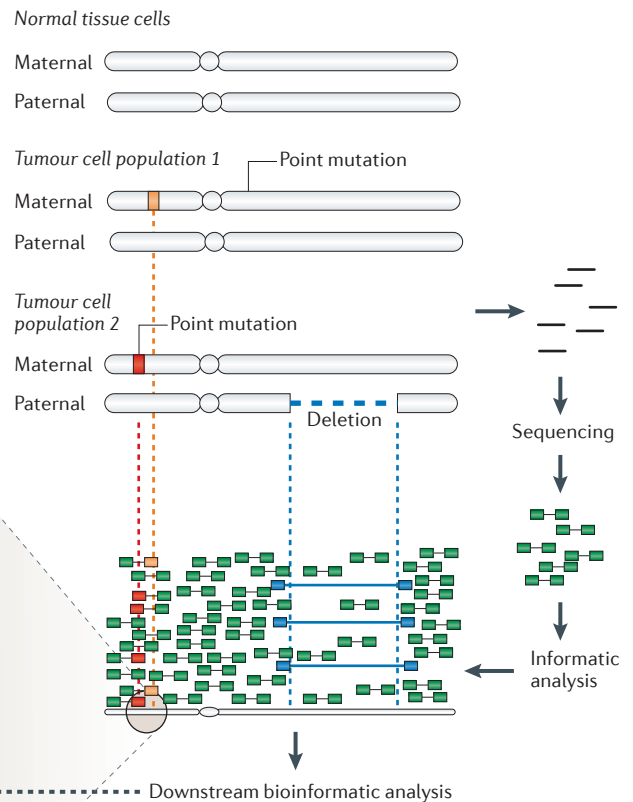 Normal tissue cells
Maternal
Paternal
Tumour cell population 1
Point mutation
Maternal
Paternal
Tumour cell
population 2
Point mutation
Maternal
Paternal
Deletion
Sequencing
Informatic
analysis
Downstream bioinformatic analysis